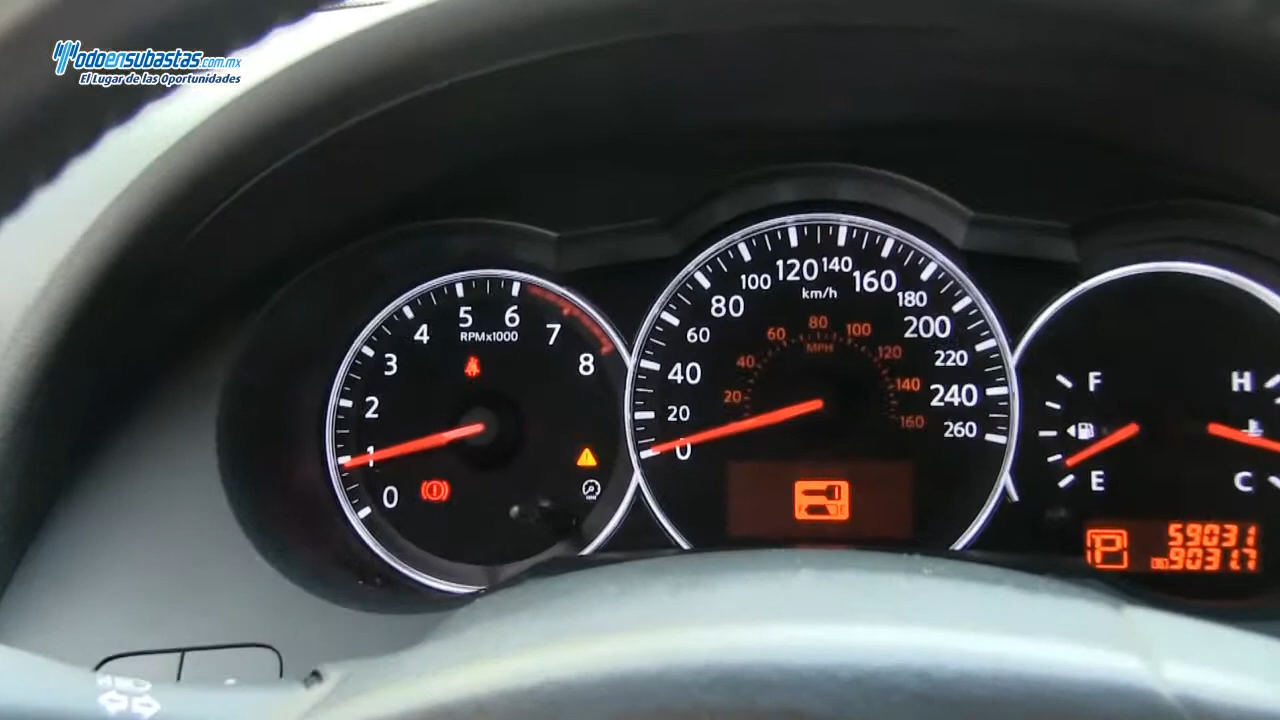 Todoensubastas.com.mx
El Lugar de las Oportunidades
0 1 2 3 4 5 6 7 8
RPMx1000
0 20 40 60 80 100 120 140 160 180 200 220 240 260
km/h
20 40 60 80 100 120 140 160
MPH
F
E
H
C
P
59031
9031.7